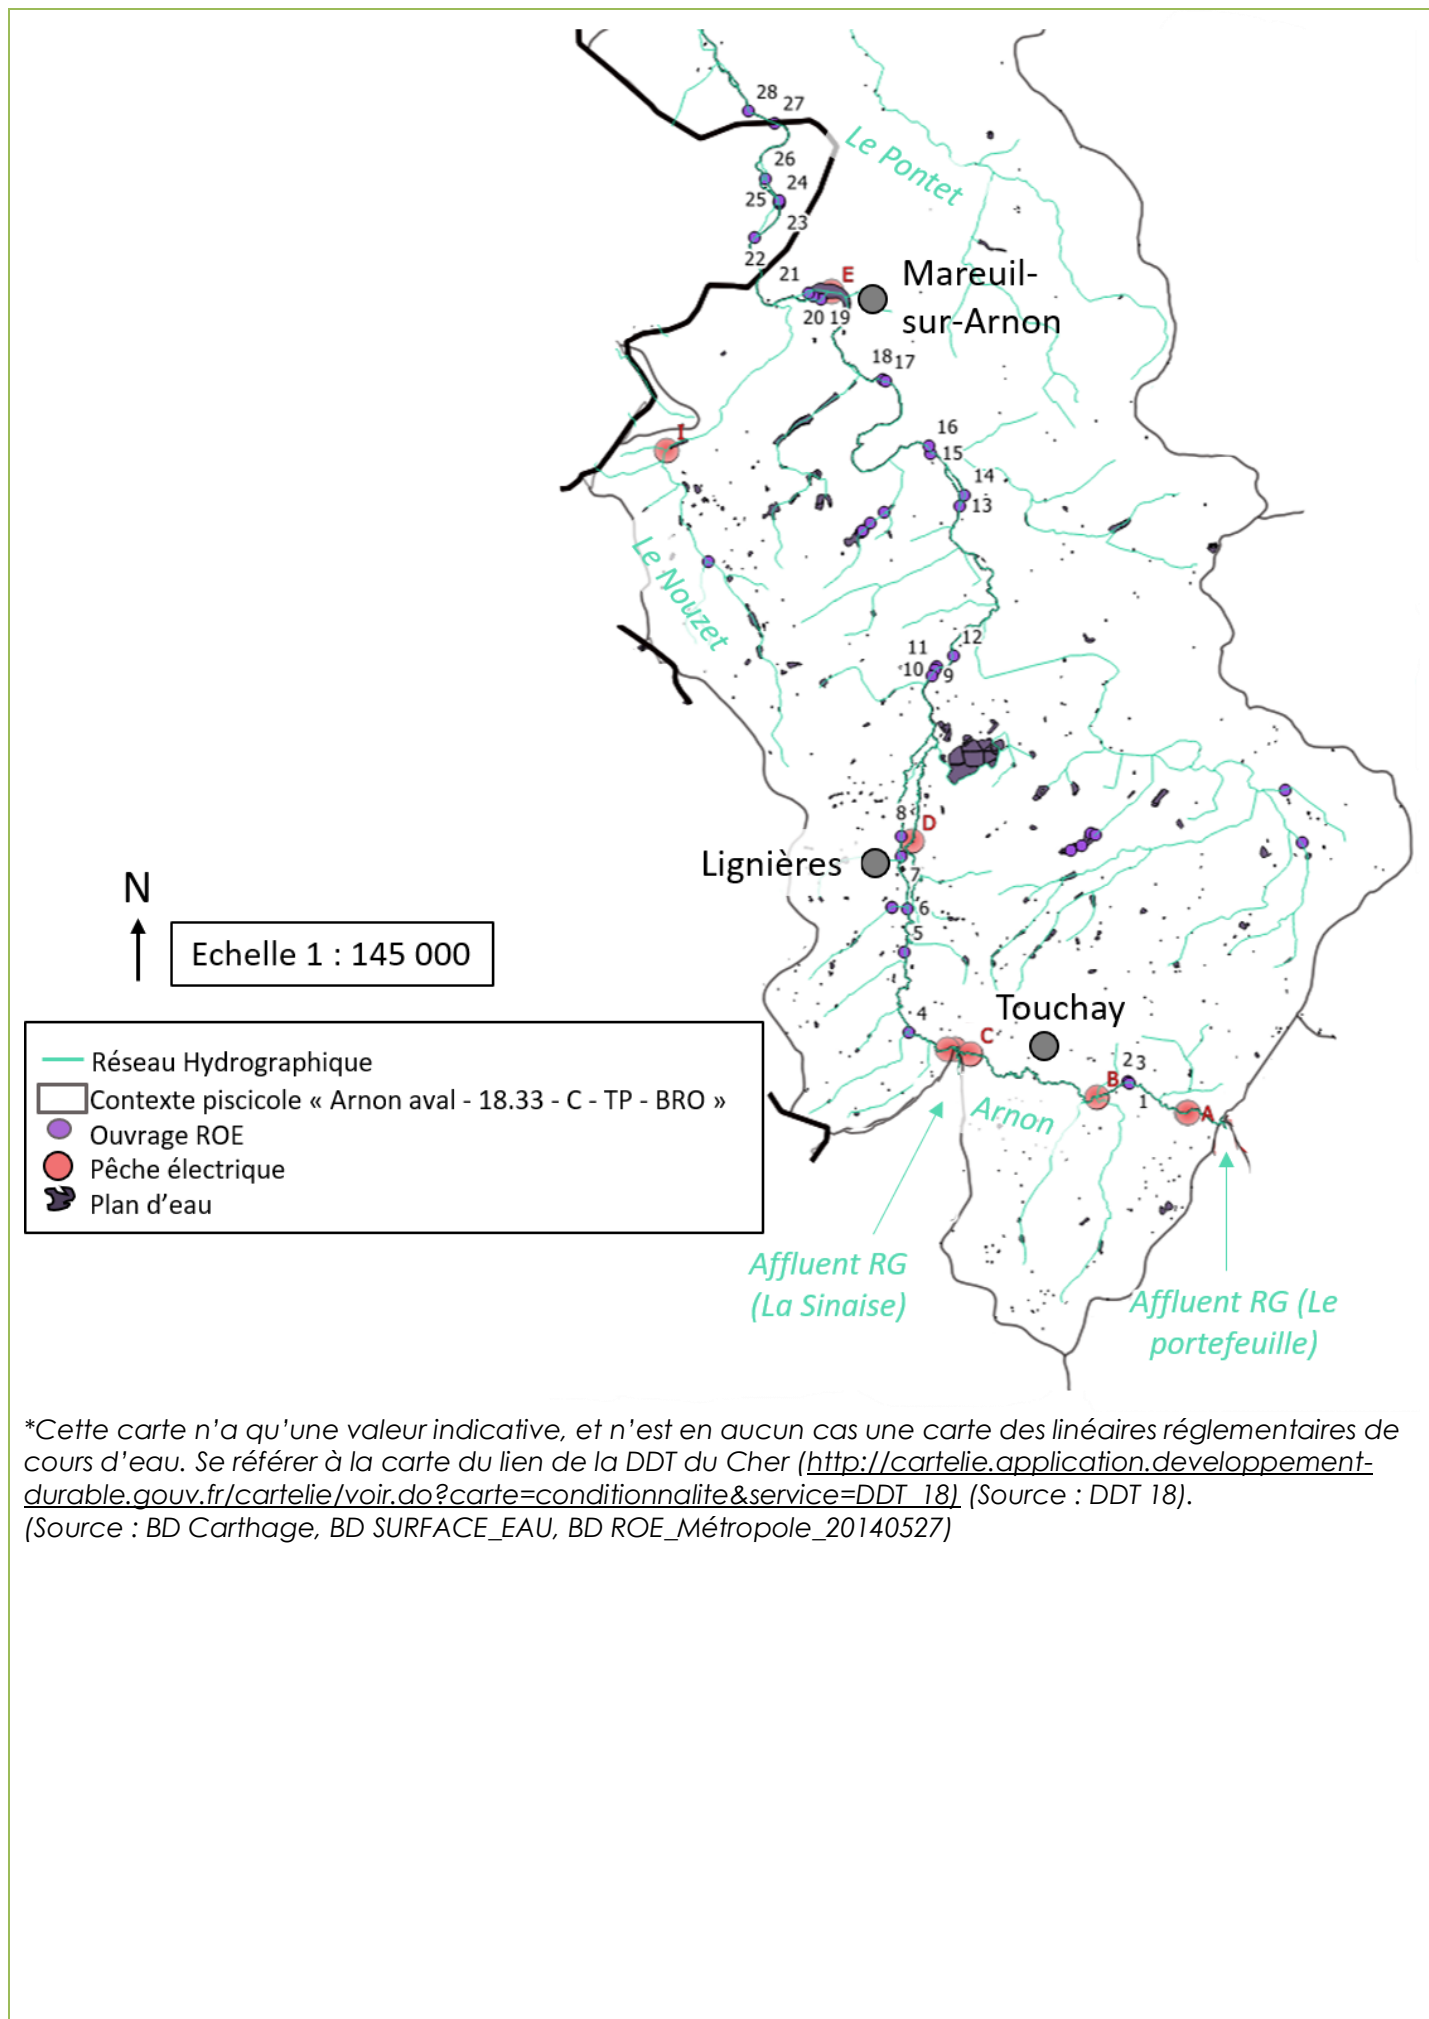 28
27
Le Pontet
26
24
25
23
22
21
E
Mareuil-
sur-Arnon
20 19
18 17
I
16
15
14
13
Le Nouzet
12
11
10
9
8
D
Lignières
7
N
6
Echelle 1 : 145 000
5
Touchay
4
C
Réseau Hydrographique
2 3
B
Contexte piscicole « Arnon aval - 18.33 - C - TP - BRO »
1
A
Arnon
Ouvrage ROE
Pêche électrique
Plan d’eau
Affluent RG
(La Sinaise)
Affluent RG (Le
portefeuille)
*Cette carte n’a qu’une valeur indicative, et n’est en aucun cas une carte des linéaires réglementaires de
cours d’eau. Se référer à la carte du lien de la DDT du Cher (http://cartelie.application.developpement-
durable.gouv.fr/cartelie/voir.do?carte=conditionnalite&service=DDT_18) (Source : DDT 18).
(Source : BD Carthage, BD SURFACE_EAU, BD ROE_Métropole_20140527)